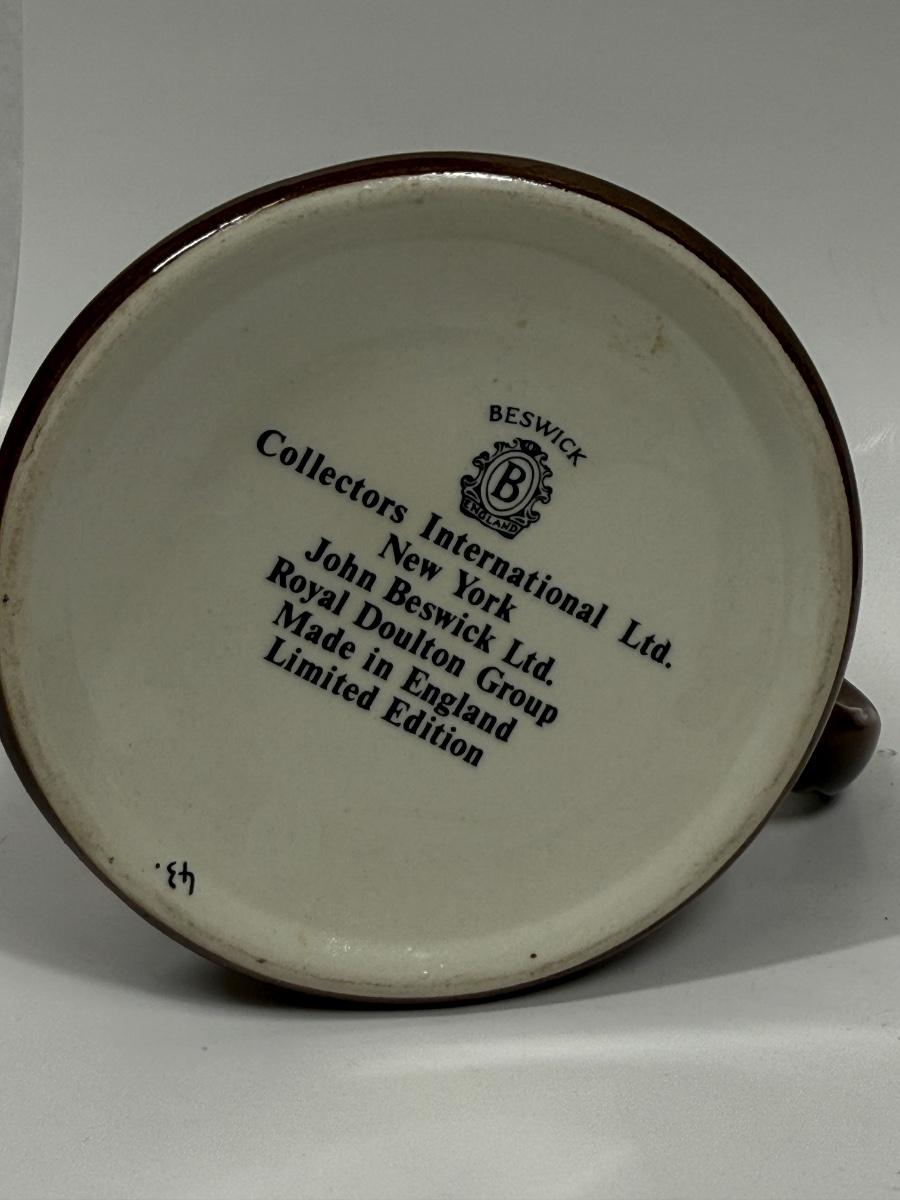 BESWICK
B
ENGLAND
Collectors International Ltd.
New York
John Beswick Ltd.
Royal Doulton Group
Made in England
Limited Edition
43.